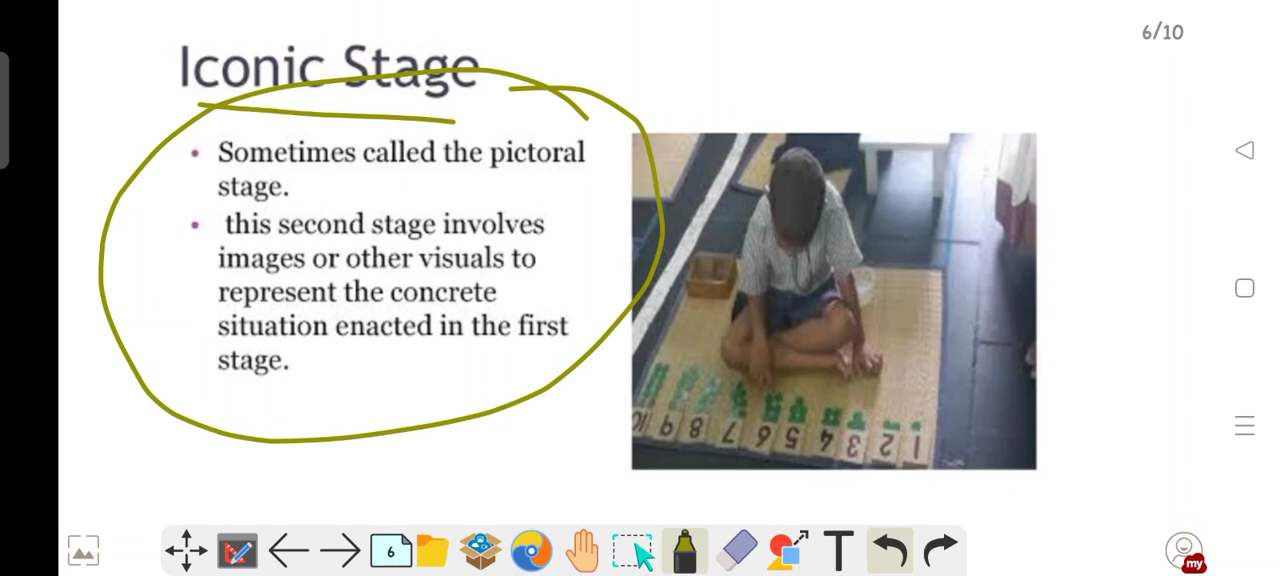 6/10
Iconic Stage
• Sometimes called the pictoral
stage.
• this second stage involves
images or other visuals to
represent the concrete
situation enacted in the first
stage.
10 9 8 7 6 5 4 3 2 1
6
T
my